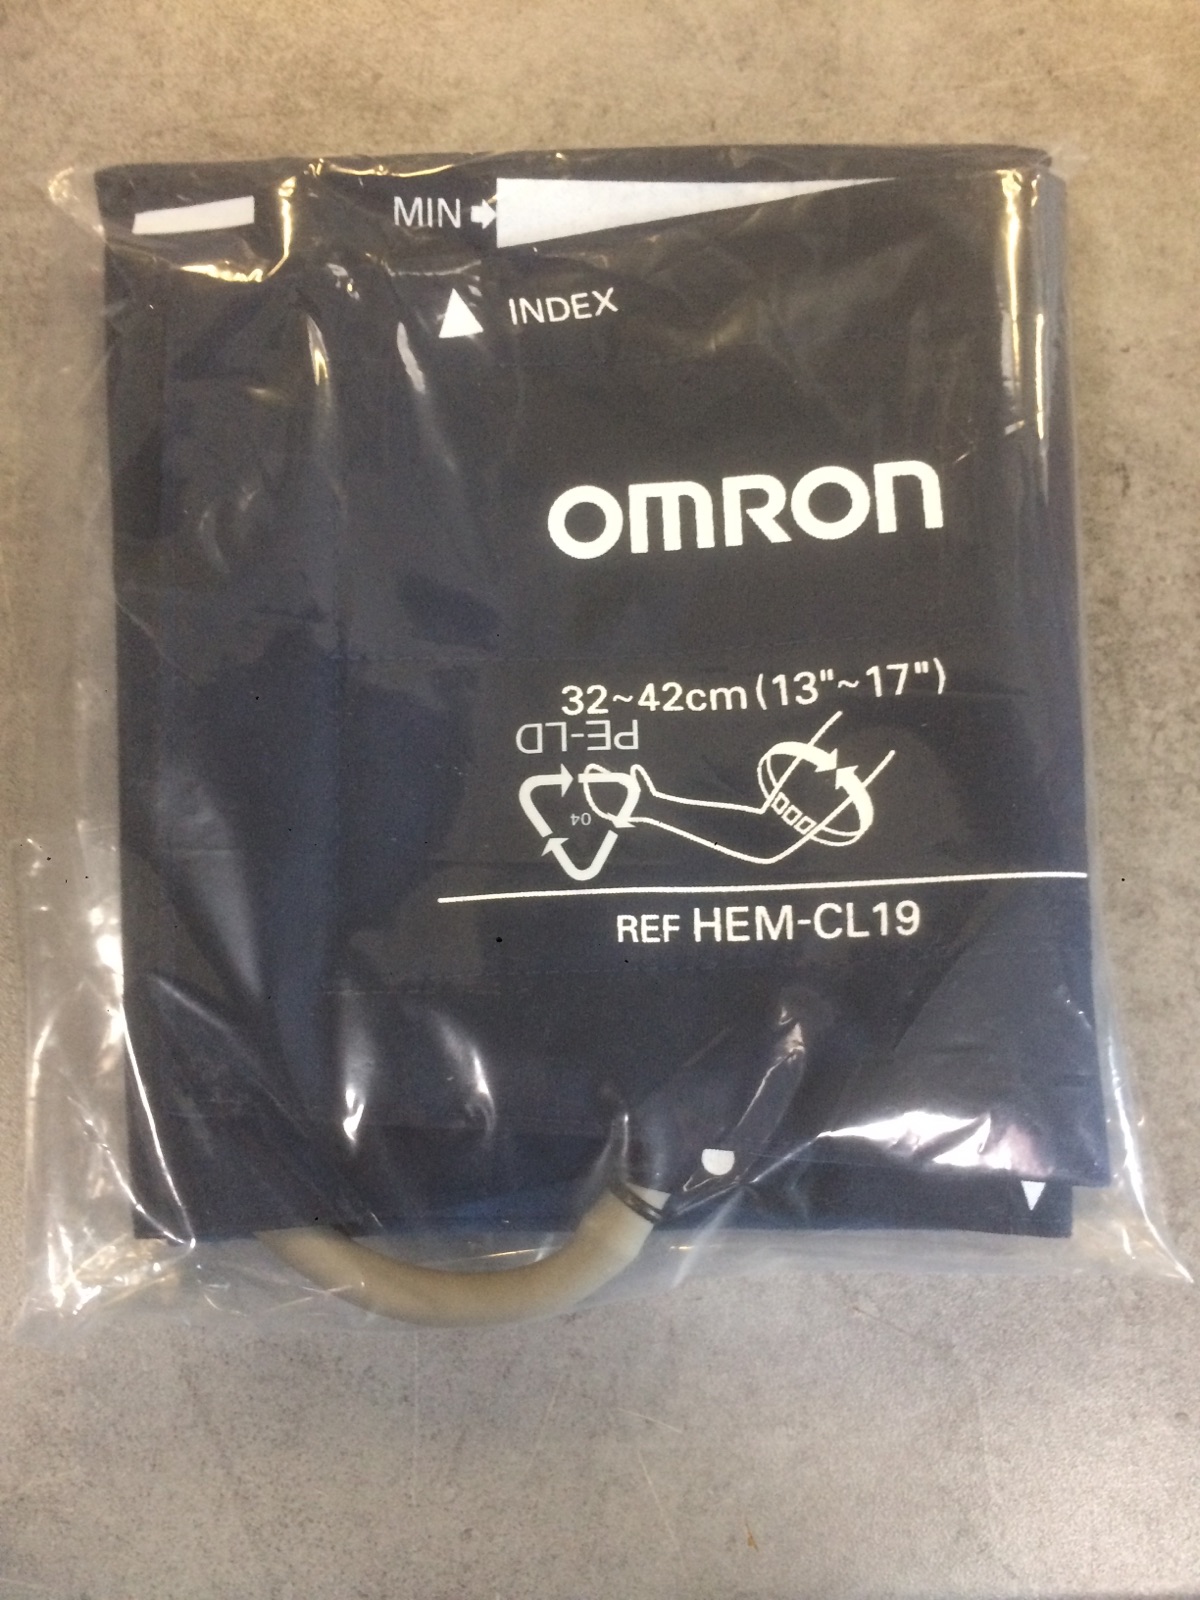 MIN
INDEX
OMRON
32~42cm (13"~17")
PE-LD
04
REF HEM-CL19